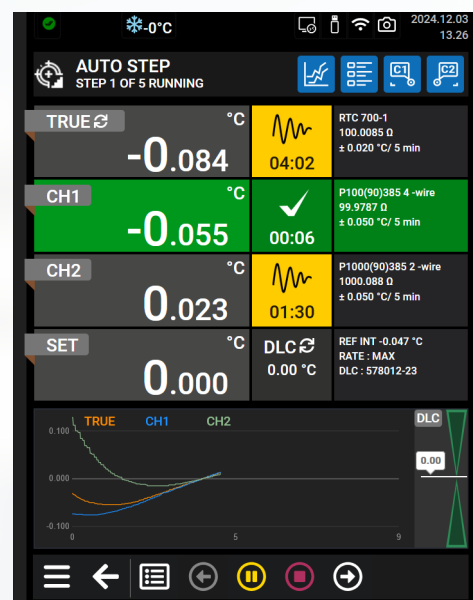 -0°C
2024.12.03
13.26
AUTO STEP
STEP 1 OF 5 RUNNING
C1
C2
TRUE
°C
-0.084
04:02
RTC 700-1
100.0085 Ω
± 0.020 °C/ 5 min
CH1
°C
-0.055
00:06
P100(90)385 4 -wire
99.9787 Ω
± 0.050 °C/ 5 min
CH2
°C
0.023
01:30
P1000(90)385 2 -wire
1000.088 Ω
± 0.050 °C/ 5 min
SET
°C
0.000
DLC
0.00 °C
REF INT -0.047 °C
RATE : MAX
DLC : 578012-23
TRUE CH1 CH2
DLC
0.100
0.00
0.000
-0.100
0 5 9